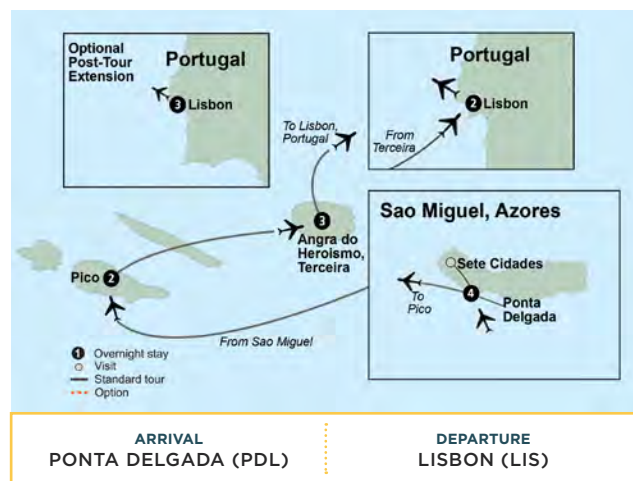 Optional
Post-Tour
Extension
Portugal
3 Lisbon
Portugal
2 Lisbon
From
Terceira
To Lisbon,
Portugal
3
Angra do
Heroismo,
Terceira
Pico 2
From Sao Miguel
Sao Miguel, Azores
Sete Cidades
4
To
Pico
Ponta
Delgada
1 Overnight stay
Visit
Standard tour
Option
ARRIVAL
PONTA DELGADA (PDL)
DEPARTURE
LISBON (LIS)